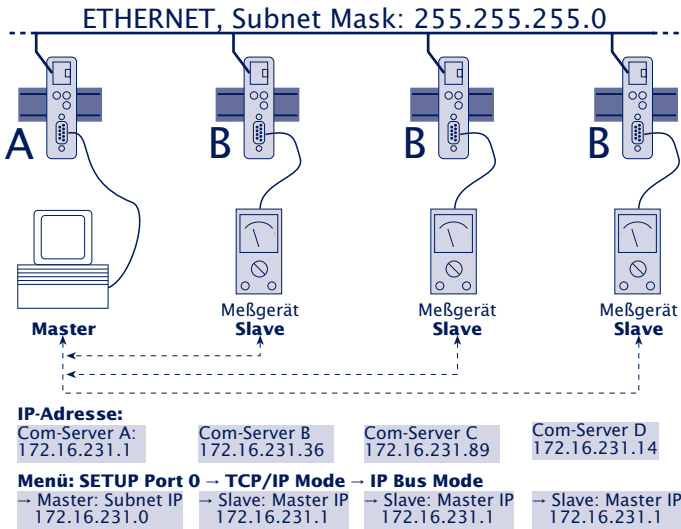 ETHERNET, Subnet Mask: 255.255.255.0
A
B
B
B
Master
Meßgerät
Slave
Meßgerät
Slave
Meßgerät
Slave
IP-Adresse:
Com-Server A:
172.16.231.1
Com-Server B
172.16.231.36
Com-Server C
172.16.231.89
Com-Server D
172.16.231.14
Menü: SETUP Port 0 → TCP/IP Mode → IP Bus Mode
→ Master: Subnet IP
172.16.231.0
→ Slave: Master IP
172.16.231.1
→ Slave: Master IP
172.16.231.1
→ Slave: Master IP
172.16.231.1